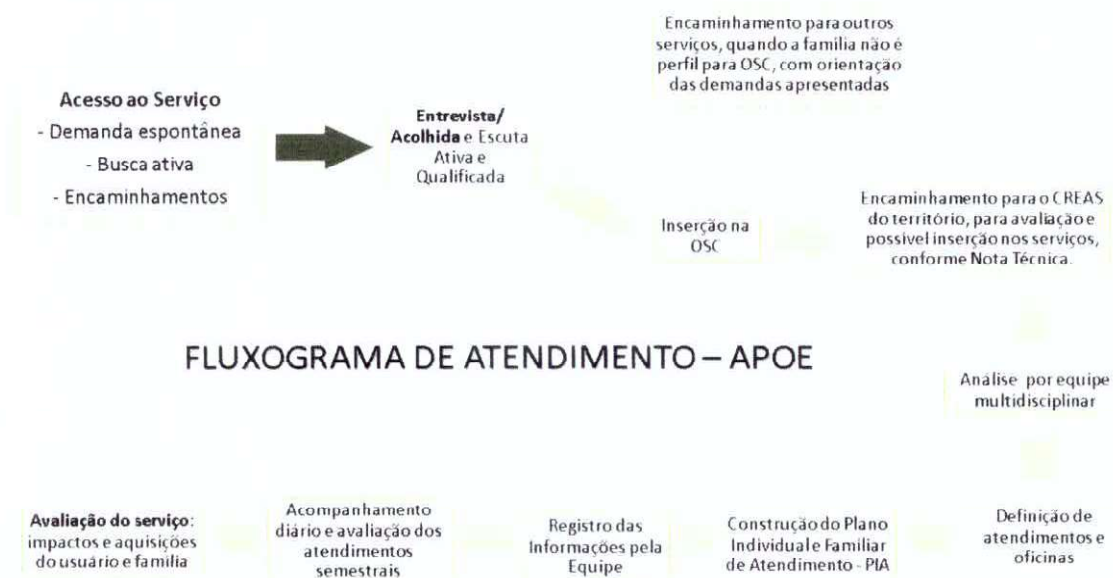 Encaminhamento para outros
serviços, quando a família não é
perfil para OSC, com orientação
das demandas apresentadas
Acesso ao Serviço
- Demanda espontânea
- Busca ativa
- Encaminhamentos
Entrevista/
Acolhida e Escuta
Ativa e
Qualificada
Inserção na
OSC
Encaminhamento para o CREAS
do território, para avaliação e
possível inserção nos serviços,
conforme Nota Técnica.
FLUXOGRAMA DE ATENDIMENTO – APOE
Análise por equipe
multidisciplinar
Definição de
atendimentos e
oficinas
Construção do Plano
Individual e Familiar
de Atendimento - PIA
Registro das
Informações pela
Equipe
Acompanhamento
diário e avaliação dos
atendimentos
semestrais
Avaliação do serviço:
impactos e aquisições
do usuário e família